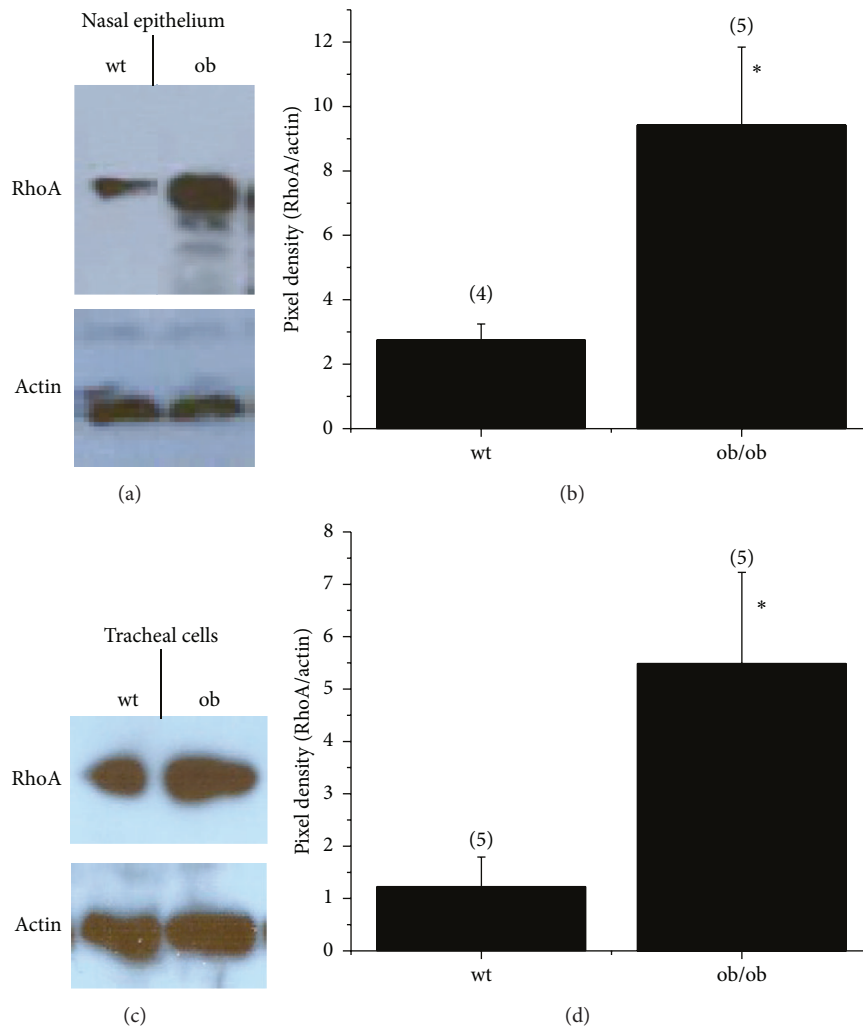 Nasal epithelium
wt ob
RhoA
Actin
(a)
Pixel density (RhoA/actin)
12
10
8
6
4
2
0
(4)
(5)
*
wt ob/ob
(b)
Tracheal cells
wt ob
RhoA
Actin
(c)
Pixel density (RhoA/actin)
8
7
6
5
4
3
2
1
0
(5)
(5)
*
wt ob/ob
(d)